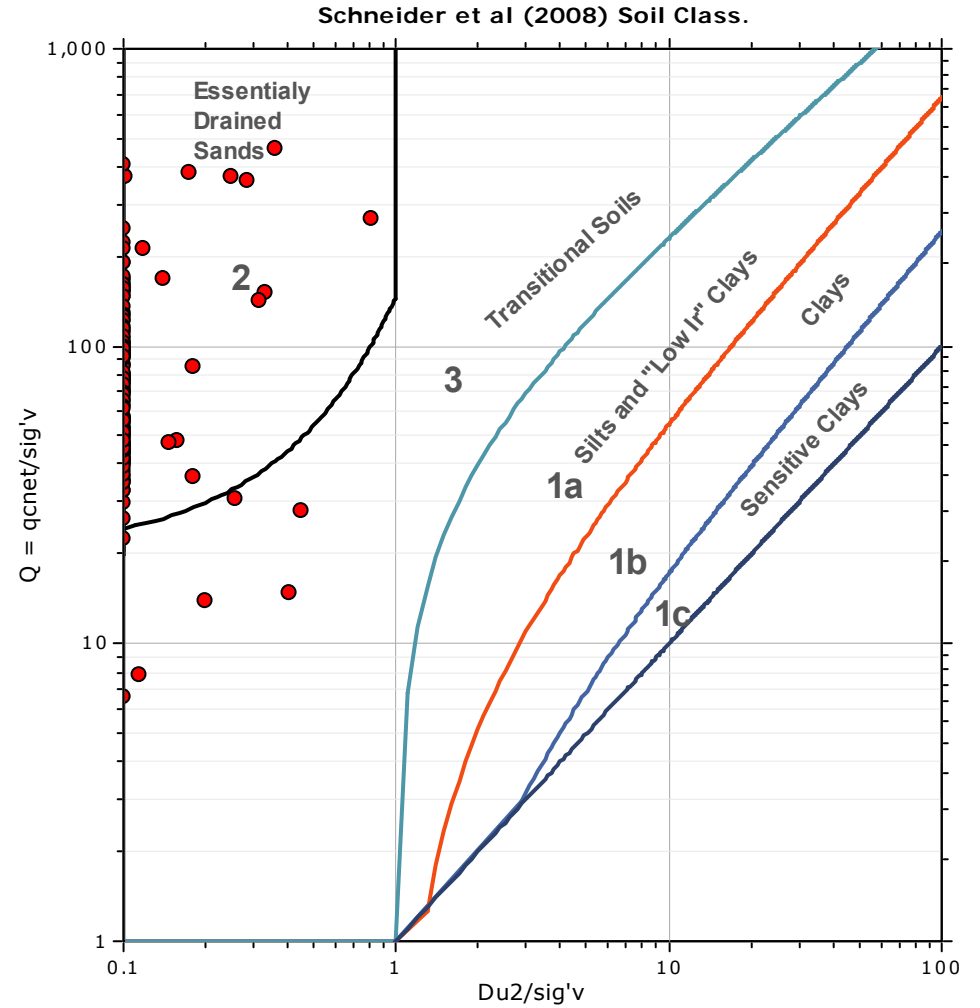 Schneider et al (2008) Soil Class.
1,000
Essentialy
Drained
Sands
2
Transitional Soils
3
Silts and "Low Ir" Clays
1a
Clays
1b
Sensitive Clays
1c
100
10
1
Q = qcnet/sig'v
0.1
1
10
100
Du2/sig'v